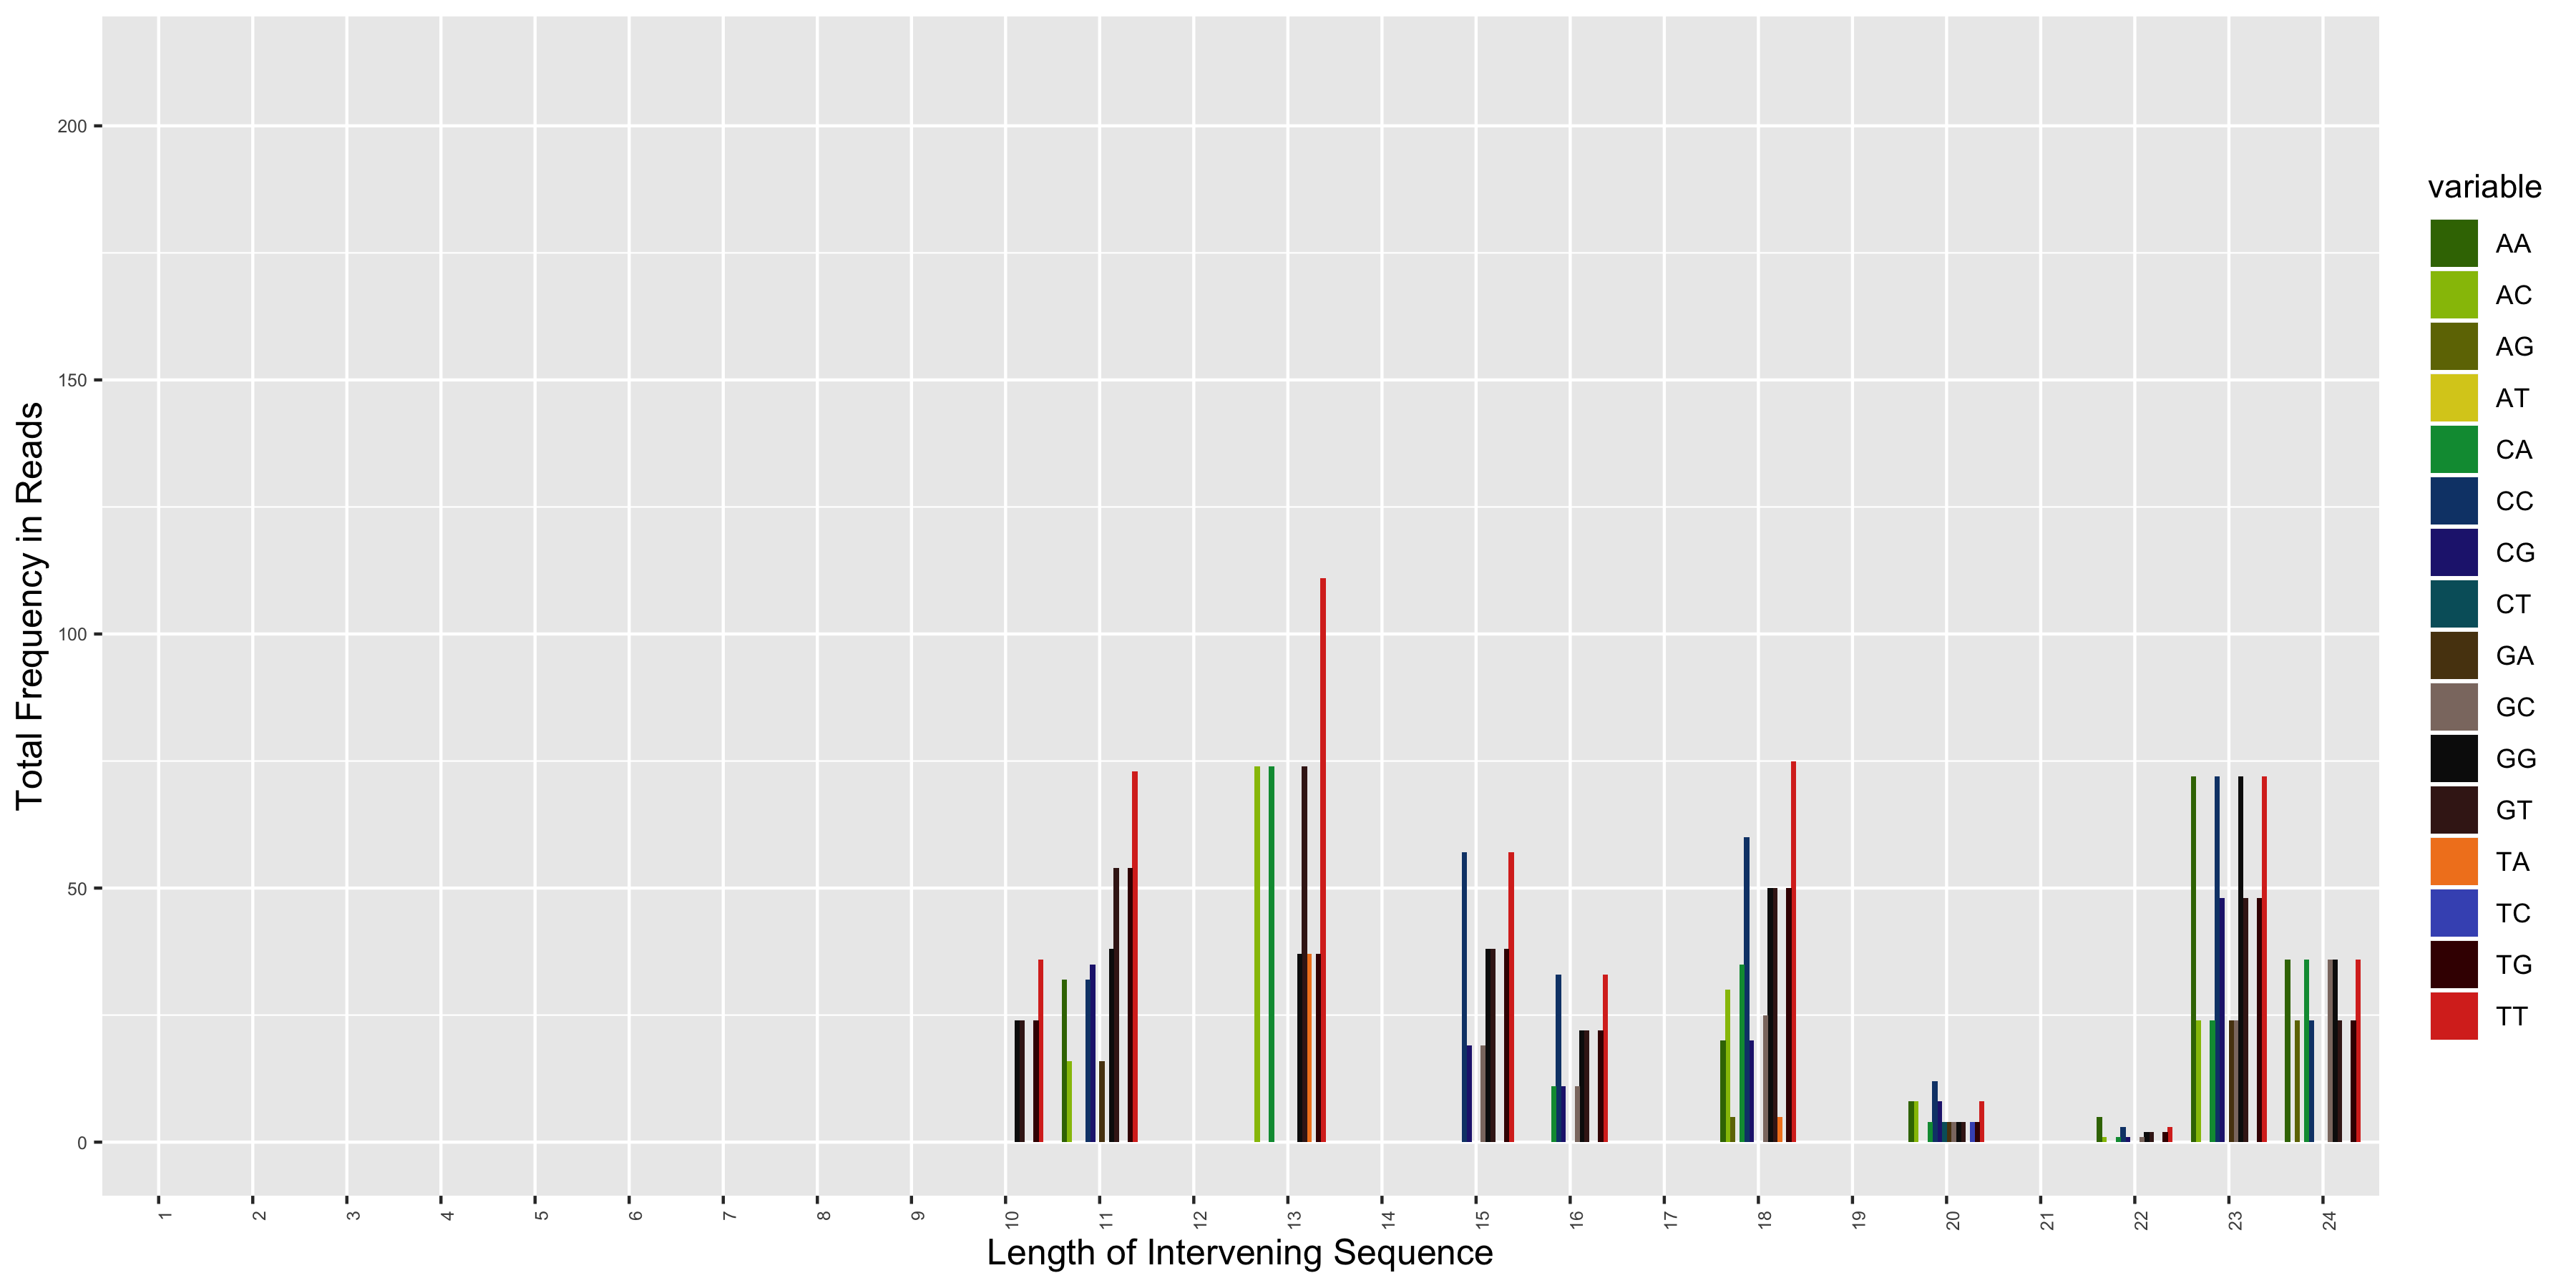 Total Frequency in Reads
200
150
100
50
0
1
2
3
4
5
6
7
8
9
10
11
12
13
14
15
16
17
18
19
20
21
22
23
24
Length of Intervening Sequence
variable
AA
AC
AG
AT
CA
CC
CG
CT
GA
GC
GG
GT
TA
TC
TG
TT